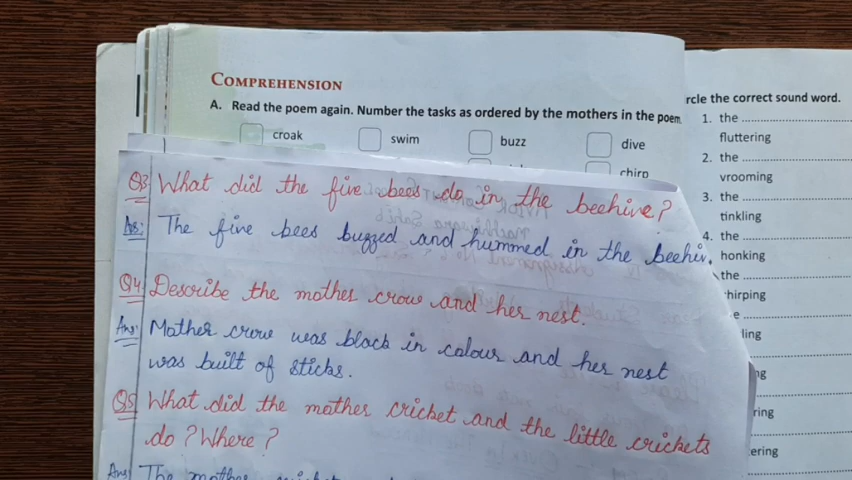 COMPREHENSION
A. Read the poem again. Number the tasks as ordered by the mothers in the poem.
croak swim buzz dive
chirp
Q3 What did the five bees do in the beehive?
Ans: The five bees buzzed and hummed in the beehiv.
Q4 Describe the mother crow and her nest.
Ans: Mother crow was black in colour and her nest
was built of sticks.
Q5 What did the mother cricket and the little crickets
do? Where?
Ans The mother
rcle the correct sound word.
1. the
fluttering
2. the
vrooming
3. the
tinkling
4. the
honking
the
hirping
e
ling
ng
ring
ering